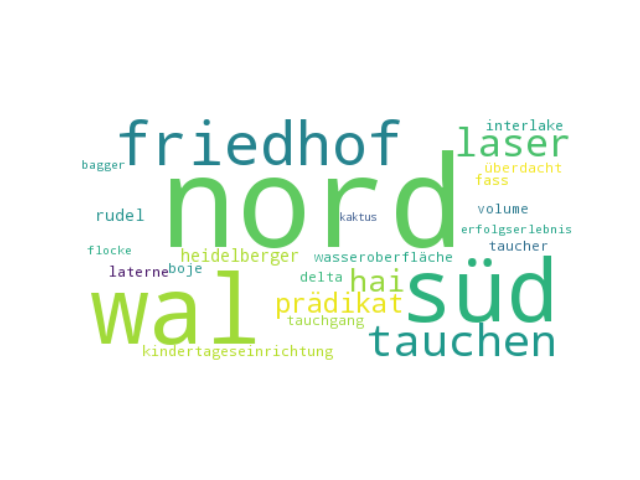 interlake
friedhof
laser
bagger
überdacht
nord
fass
rudel
kaktus
volume
erfolgserlebnis
flocke
taucher
heidelberger
wasseroberfläche
laterne
boje
delta
hai
süd
wal
prädikat
tauchgang
tauchen
kindertageseinrichtung